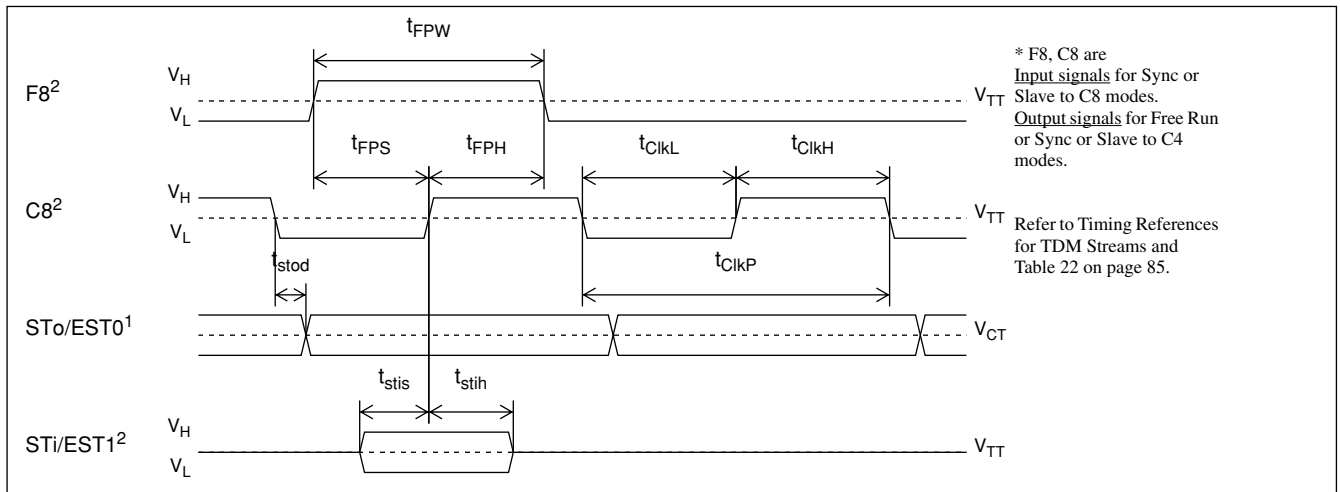 tFPW
* F8, C8 are
Input signals for Sync or
Slave to C8 modes.
Output signals for Free Run
or Sync or Slave to C4
modes.
F8²
VH
VL
VTT
tFPS
tFPH
tClkL
tClkH
C8²
VH
VL
VTT
Refer to Timing References
for TDM Streams and
Table 22 on page 85.
tstod
tClkP
STo/EST0¹
VCT
tstis
tstih
STi/EST1²
VH
VL
VTT